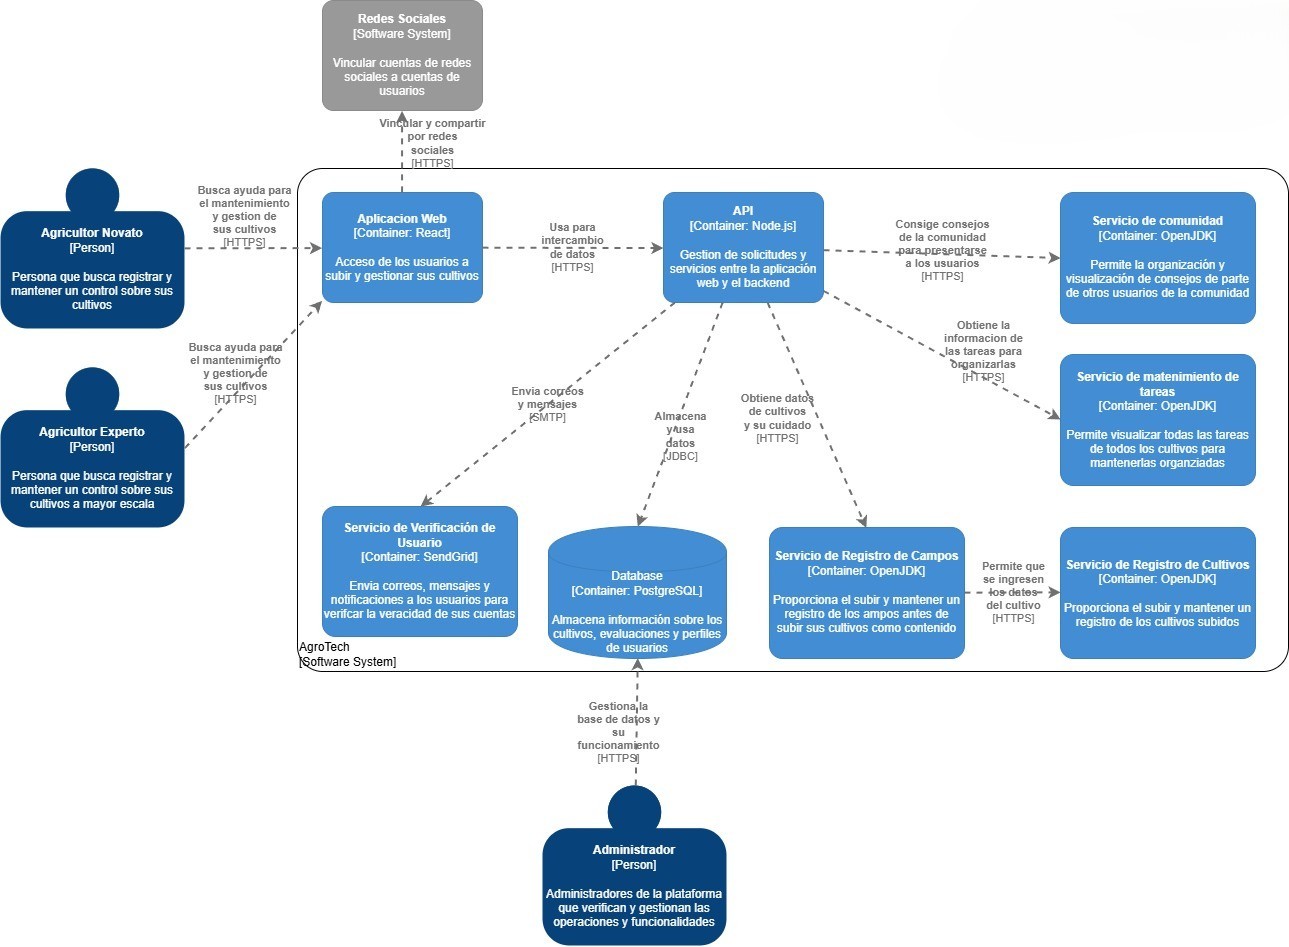 Redes Sociales
[Software System]
Vincular cuentas de redes
sociales a cuentas de
usuarios
Vincular y compartir
por redes
sociales
[HTTPS]
Agricultor Novato
[Person]
Persona que busca registrar y
mantener un control sobre sus
cultivos
Busca ayuda para
el mantenimiento
y gestion de
sus cultivos
[HTTPS]
Aplicacion Web
[Container: React]
Acceso de los usuarios a
subir y gestionar sus cultivos
Usa para
intercambio
de datos
[HTTPS]
API
[Container: Node.js]
Gestion de solicitudes y
servicios entre la aplicación
web y el backend
Consige consejos
de la comunidad
para presentarse
a los usuarios
[HTTPS]
Servicio de comunidad
[Container: OpenJDK]
Permite la organización y
visualización de consejos de parte
de otros usuarios de la comunidad
Agricultor Experto
[Person]
Persona que busca registrar y
mantener un control sobre sus
cultivos a mayor escala
Busca ayuda para
el mantenimiento
y gestion de
sus cultivos
[HTTPS]
Obtiene la
informacion de
las tareas para
organizarlas
[HTTPS]
Servicio de matenimiento de
tareas
[Container: OpenJDK]
Permite visualizar todas las tareas
de todos los cultivos para
mantenerlas organziadas
Envia correos
y mensajes
[SMTP]
Almacena
y usa
datos
[JDBC]
Obtiene datos
de cultivos
y su cuidado
[HTTPS]
Servicio de Verificación de
Usuario
[Container: SendGrid]
Envia correos, mensajes y
notificaciones a los usuarios para
verifcar la veracidad de sus cuentas
Database
[Container: PostgreSQL]
Almacena información sobre los
cultivos, evaluaciones y perfiles
de usuarios
Servicio de Registro de Campos
[Container: OpenJDK]
Proporciona el subir y mantener un
registro de los ampos antes de
subir sus cultivos como contenido
Permite que
se ingresen
los datos
del cultivo
[HTTPS]
Servicio de Registro de Cultivos
[Container: OpenJDK]
Proporciona el subir y mantener un
registro de los cultivos subidos
AgroTech
[Software System]
Gestiona la
base de datos y
su
funcionamiento
[HTTPS]
Administrador
[Person]
Administradores de la plataforma
que verifican y gestionan las
operaciones y funcionalidades